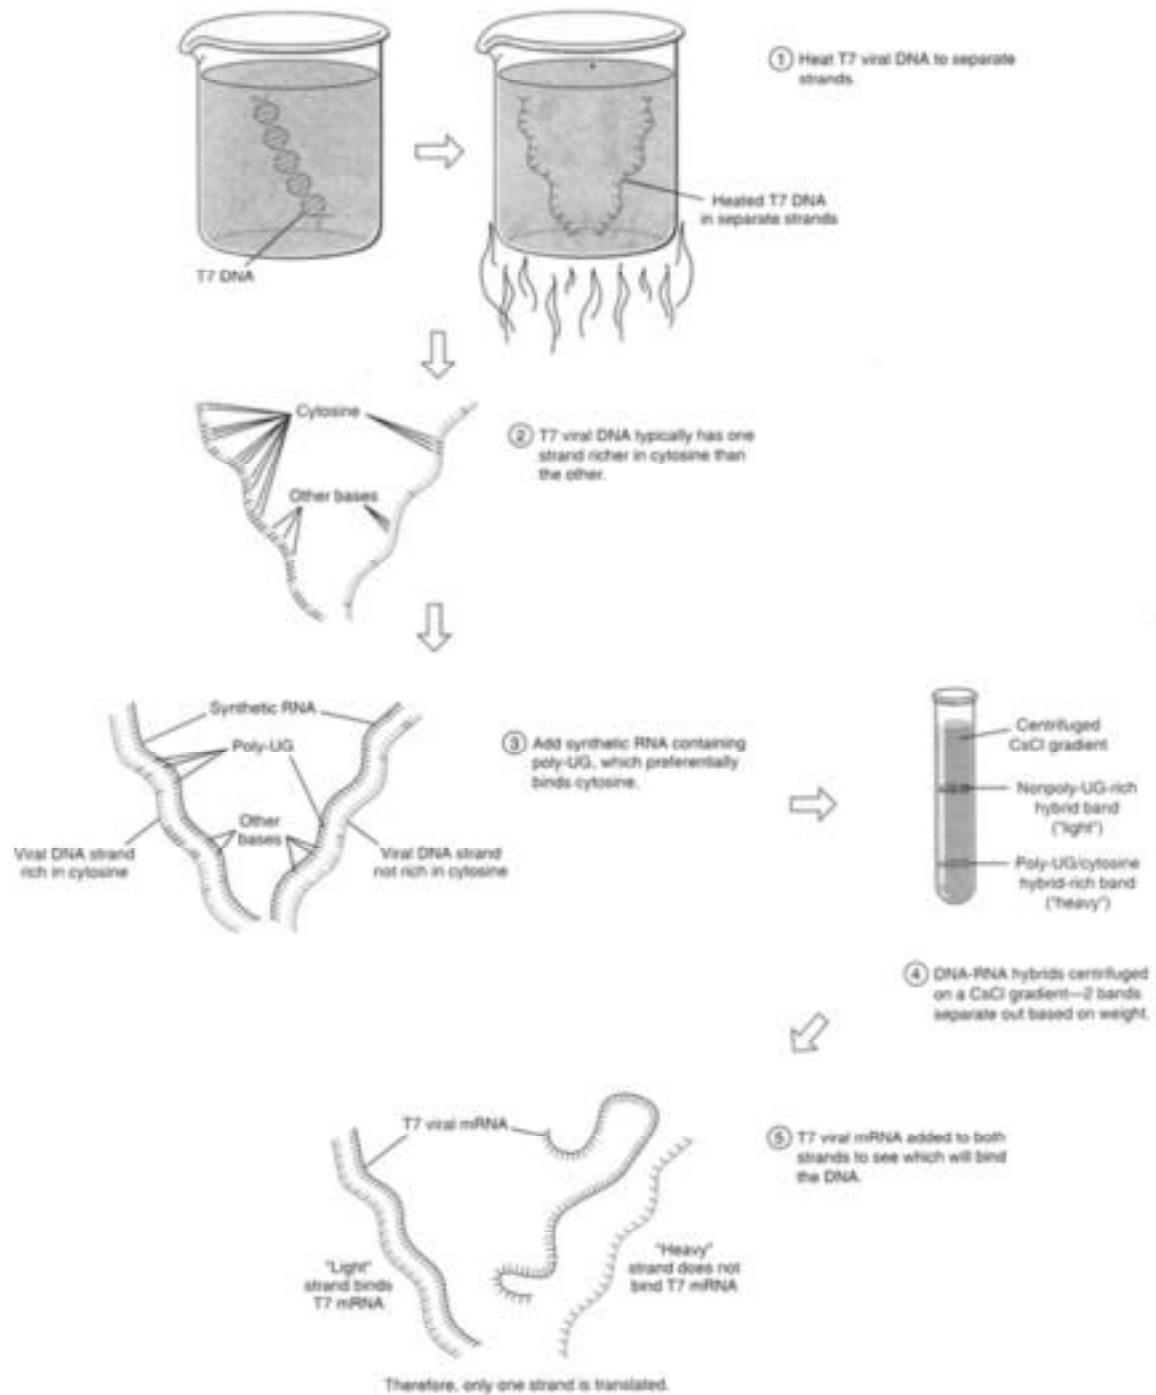 ① Heat T7 viral DNA to separate
strands.
Heated T7 DNA
in separate strands
T7 DNA
Cytosine
Other bases
② T7 viral DNA typically has one
strand richer in cytosine than
the other.
Synthetic RNA
Poly-UG
Other
bases
Viral DNA strand
rich in cytosine
Viral DNA strand
not rich in cytosine
③ Add synthetic RNA containing
poly-UG, which preferentially
binds cytosine.
Centrifuged
CsCl gradient
Nonpoly-UG-rich
hybrid band
("light")
Poly-UG/cytosine
hybrid-rich band
("heavy")
④ DNA-RNA hybrids centrifuged
on a CsCl gradient—2 bands
separate out based on weight.
T7 viral mRNA
⑤ T7 viral mRNA added to both
strands to see which will bind
the DNA.
"Light"
strand binds
T7 mRNA
"Heavy"
strand does not
bind T7 mRNA
Therefore, only one strand is translated.